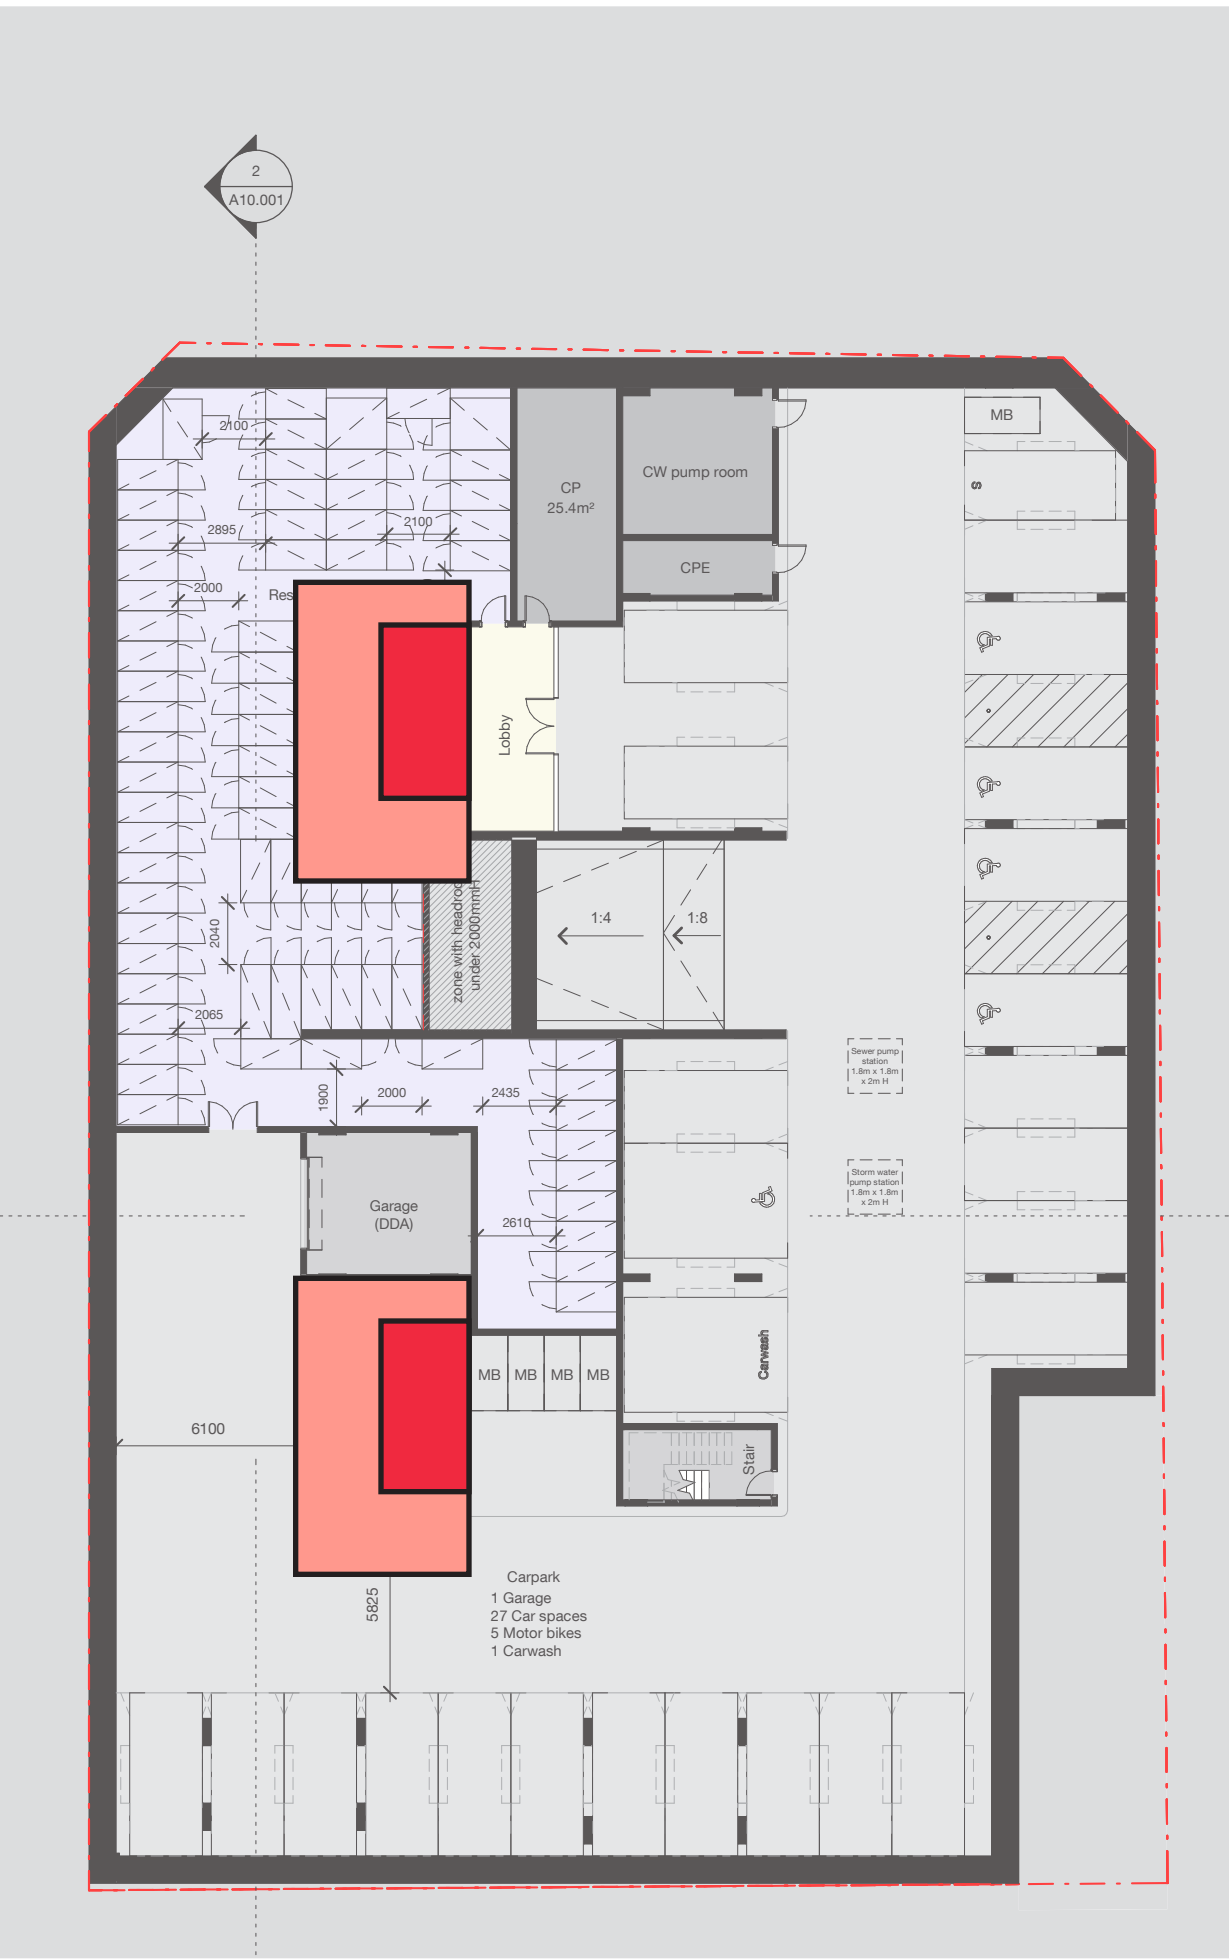 2
A10.001
2100
MB
CW pump room
CP
25.4m²
S
2100
2895
CPE
2000
Res
Lobby
zone with headroo
under 2000mmH
1:4
1:8
2040
2065
Sewer pump
station
1.8m x 1.8m
x 2m H
1900
2000
2435
Storm water
pump station
1.8m x 1.8m
x 2m H
Garage
(DDA)
2610
Carwash
MB
MB
MB
MB
6100
Stair
5825
Carpark
1 Garage
27 Car spaces
5 Motor bikes
1 Carwash